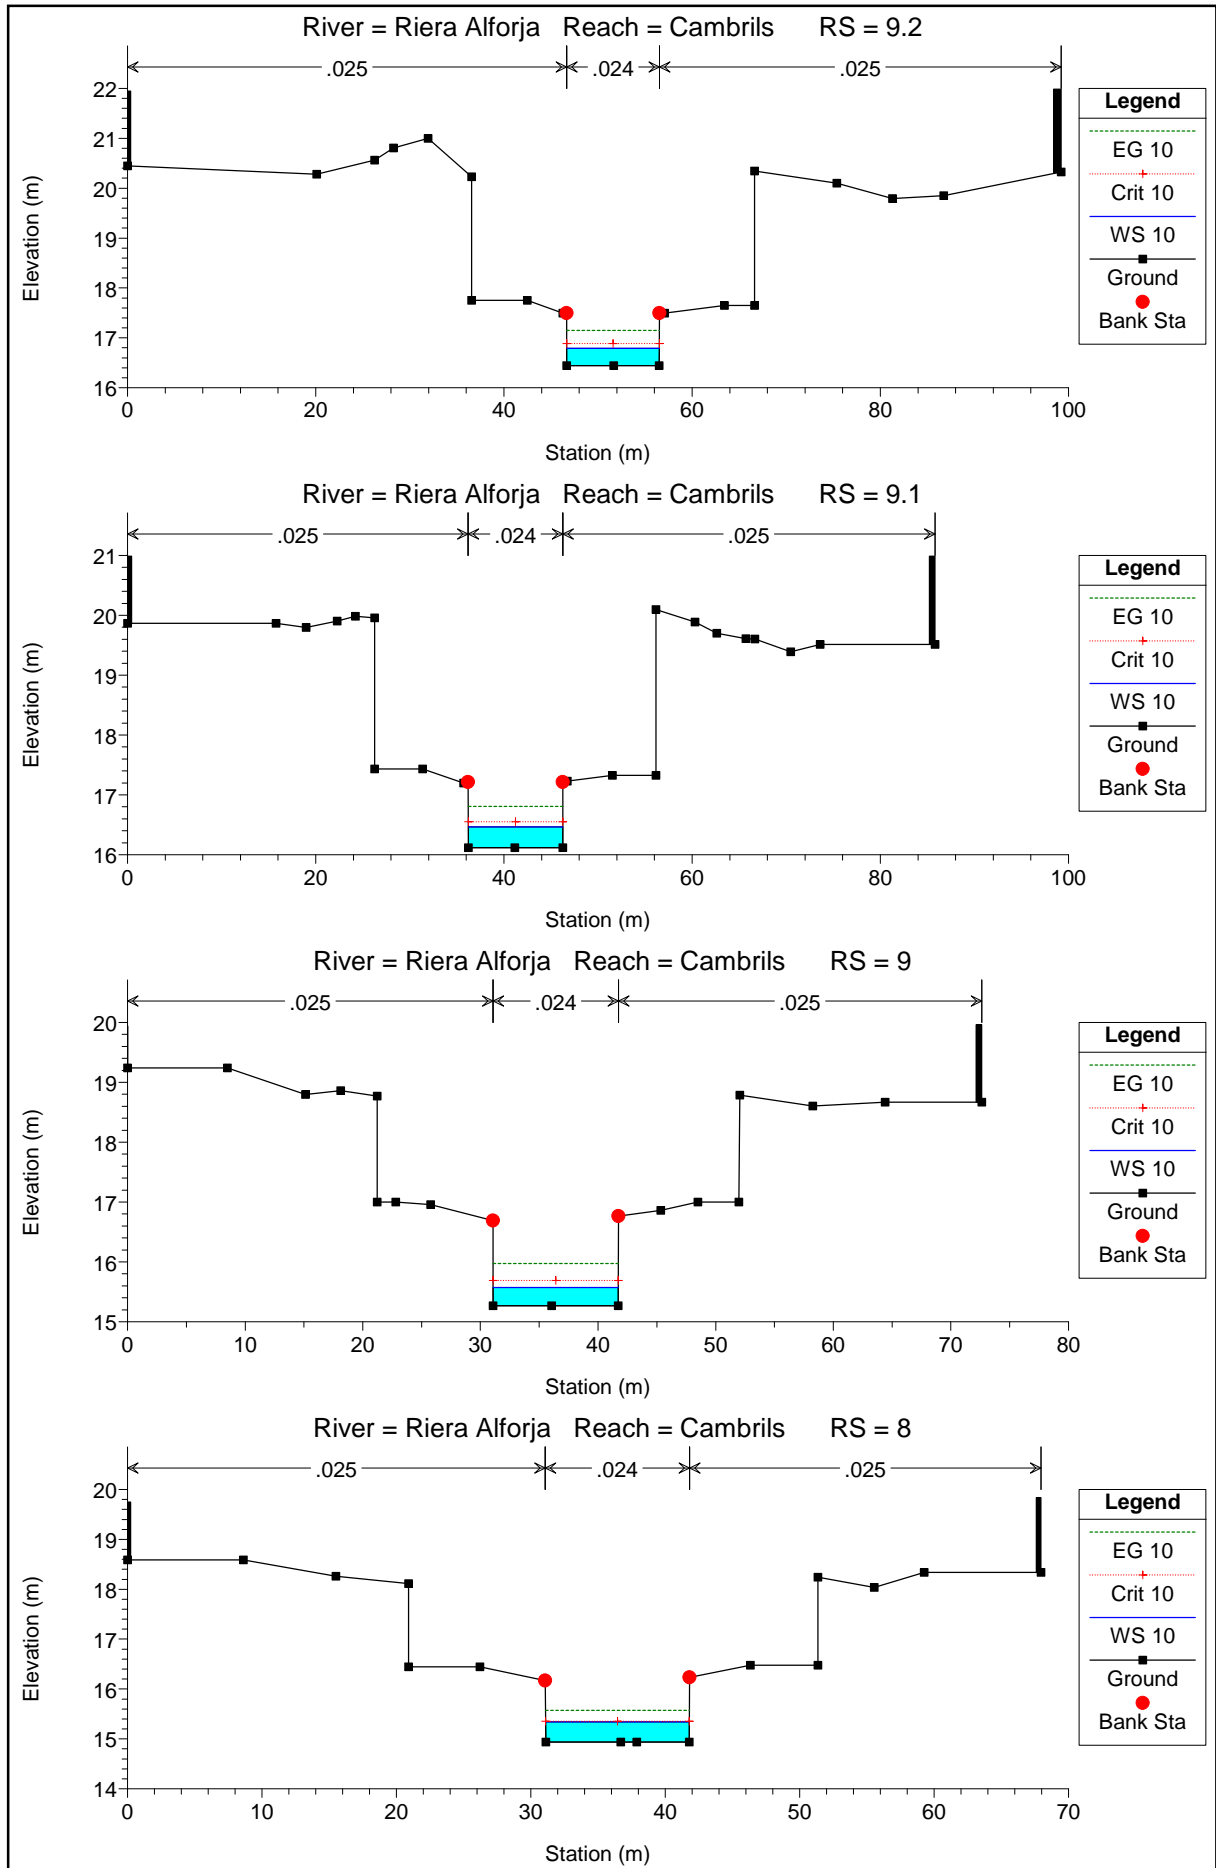 River = Riera Alforja   Reach = Cambrils   RS = 9.2
.025 .024 .025
22
21
20
19
18
17
16
0 20 40 60 80 100
Station (m)
Elevation (m)
Legend
EG 10
Crit 10
WS 10
Ground
Bank Sta
River = Riera Alforja   Reach = Cambrils   RS = 9.1
.025 .024 .025
21
20
19
18
17
16
0 20 40 60 80 100
Station (m)
Elevation (m)
Legend
EG 10
Crit 10
WS 10
Ground
Bank Sta
River = Riera Alforja   Reach = Cambrils   RS = 9
.025 .024 .025
20
19
18
17
16
15
0 10 20 30 40 50 60 70 80
Station (m)
Elevation (m)
Legend
EG 10
Crit 10
WS 10
Ground
Bank Sta
River = Riera Alforja   Reach = Cambrils   RS = 8
.025 .024 .025
20
19
18
17
16
15
14
0 10 20 30 40 50 60 70
Station (m)
Elevation (m)
Legend
EG 10
Crit 10
WS 10
Ground
Bank Sta